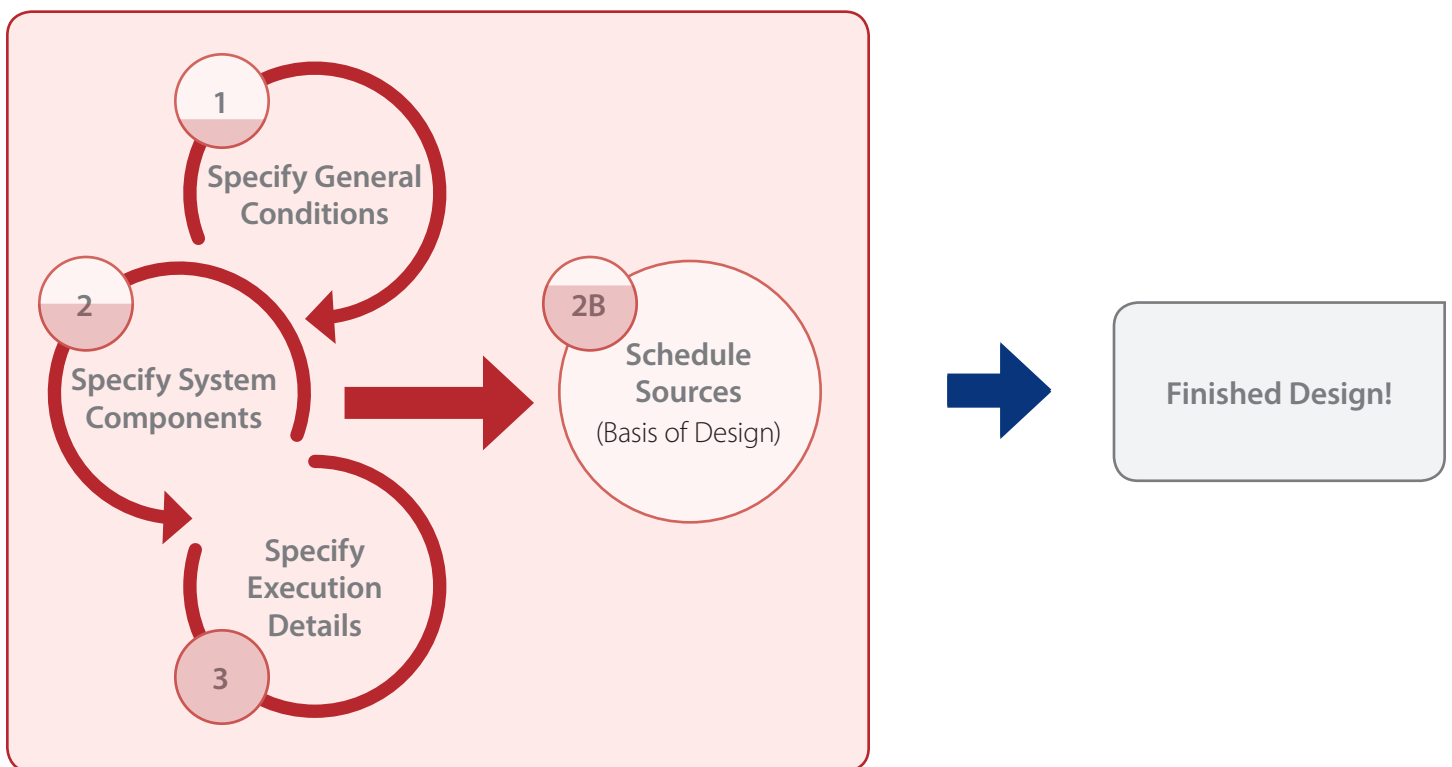 1
Specify General
Conditions
2
Specify System
Components
2B
Schedule
Sources
(Basis of Design)
Specify
Execution
Details
3
Finished Design!